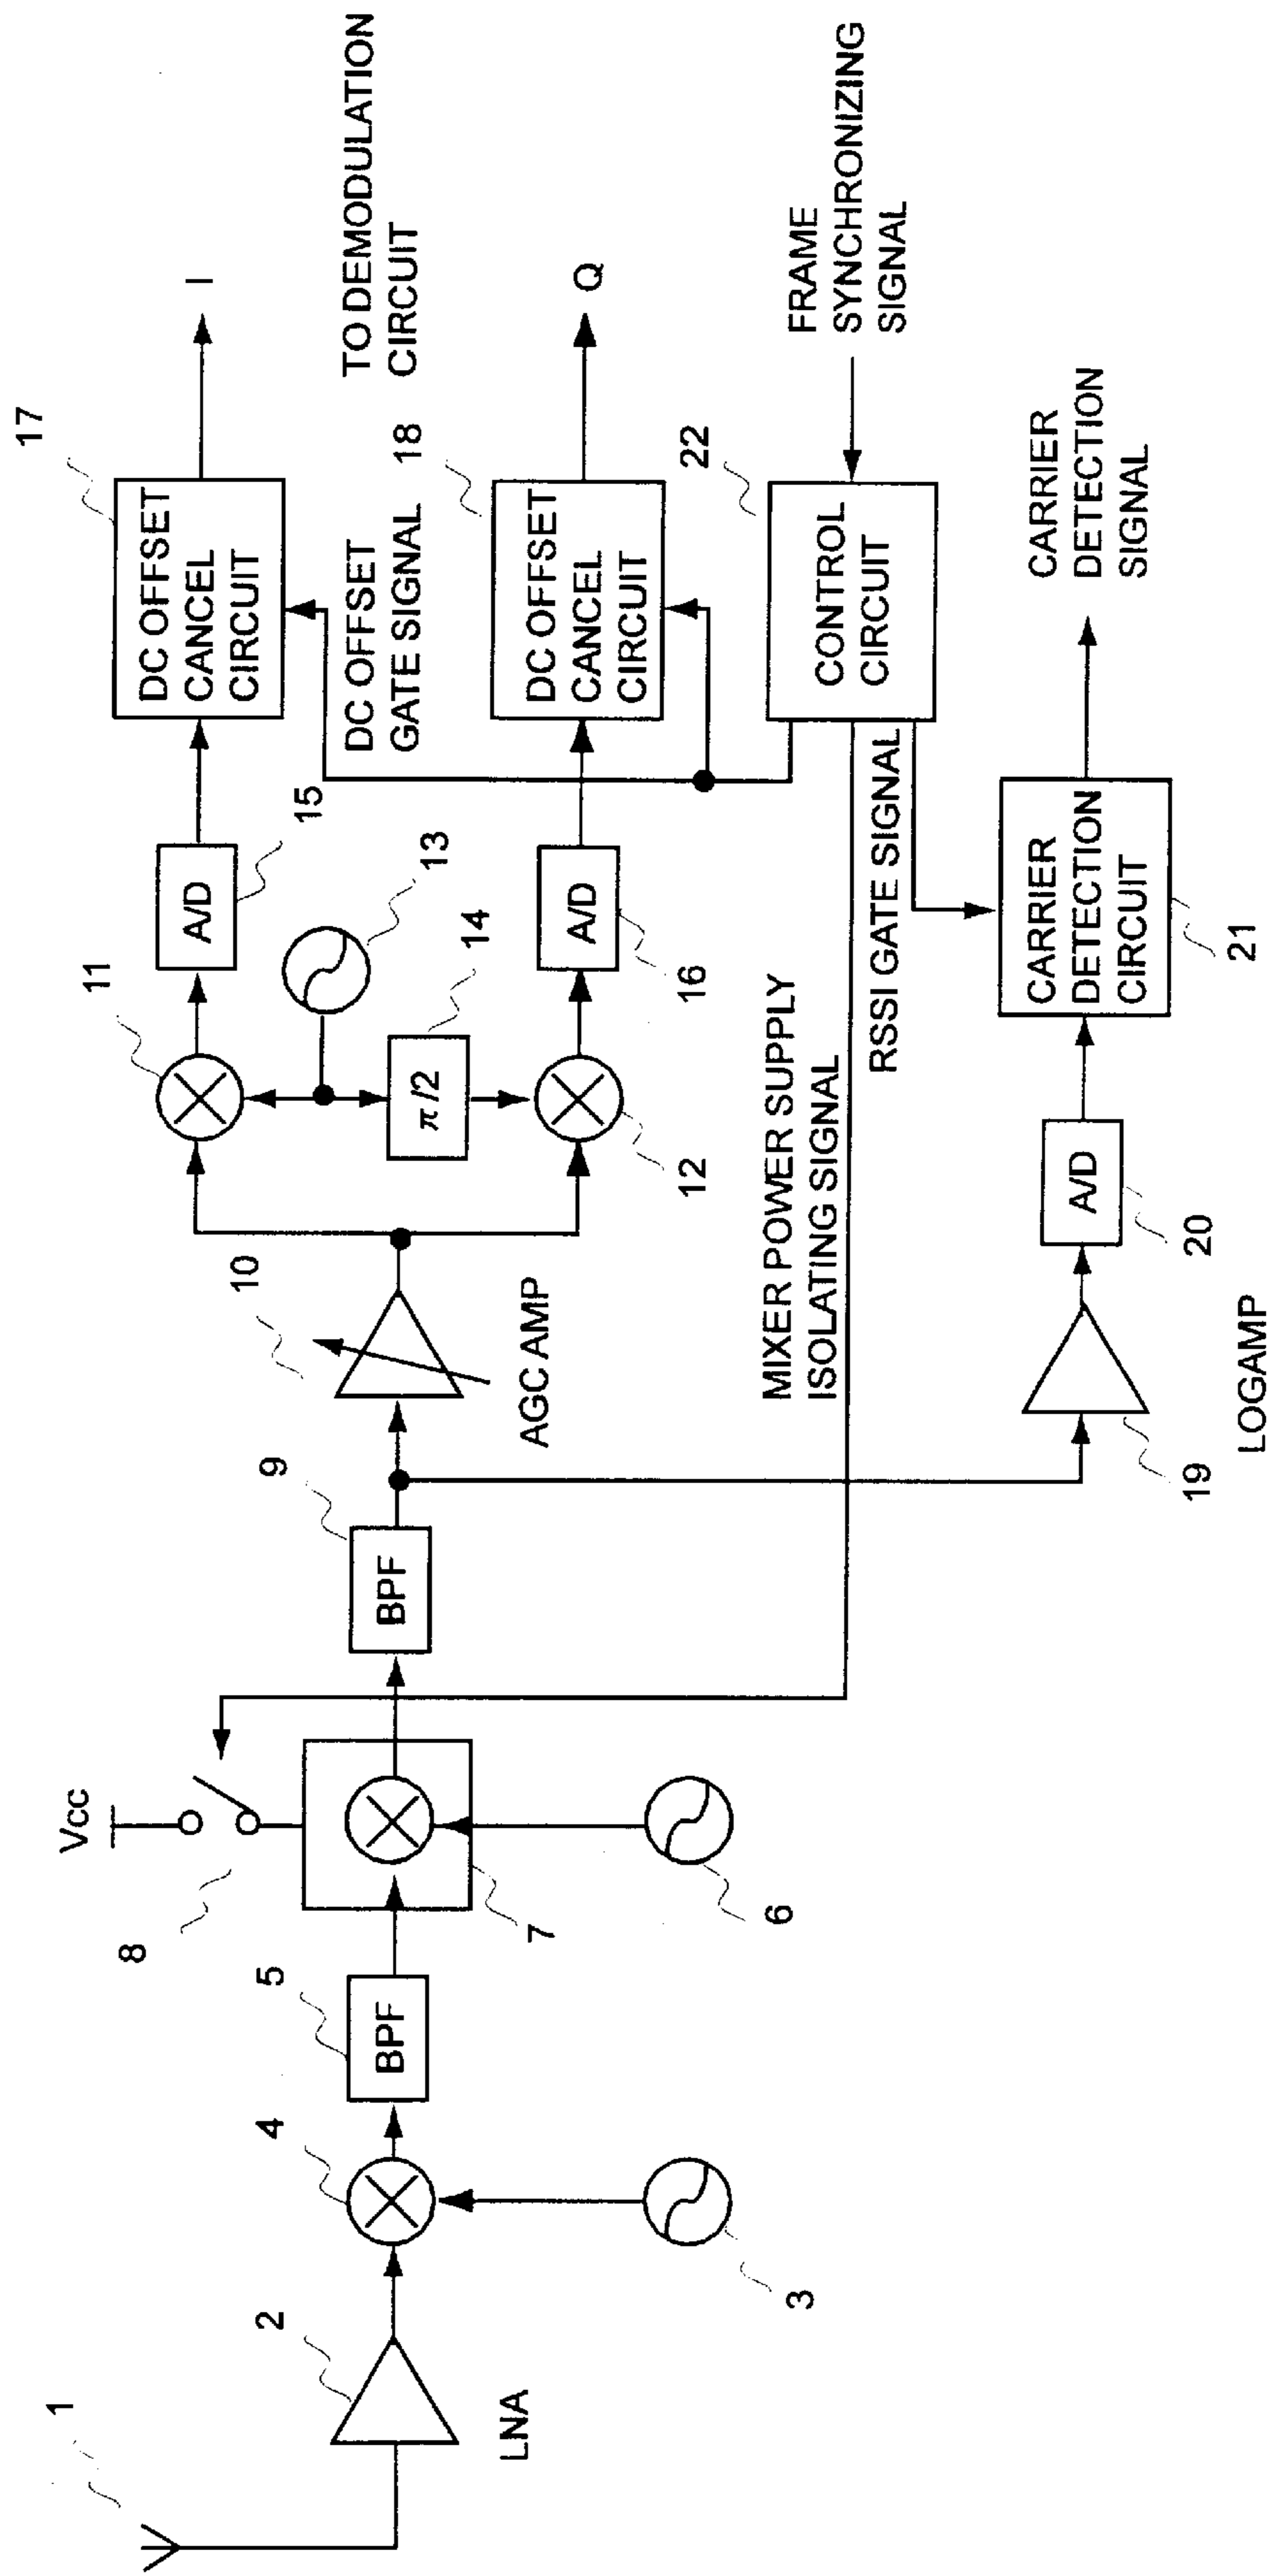 1
2
LNA
3
4
5
BPF
6
7
8
Vcc
9
BPF
10
AGC AMP
11
12
13
14
π/2
15
A/D
16
A/D
17
DC OFFSET
CANCEL
CIRCUIT
I
TO DEMODULATION
CIRCUIT
DC OFFSET
GATE SIGNAL
18
DC OFFSET
CANCEL
CIRCUIT
Q
22
CONTROL
CIRCUIT
FRAME
SYNCHRONIZING
SIGNAL
MIXER POWER SUPPLY
ISOLATING SIGNAL
RSSI GATE SIGNAL
19
LOGAMP
20
A/D
21
CARRIER
DETECTION
CIRCUIT
CARRIER
DETECTION
SIGNAL